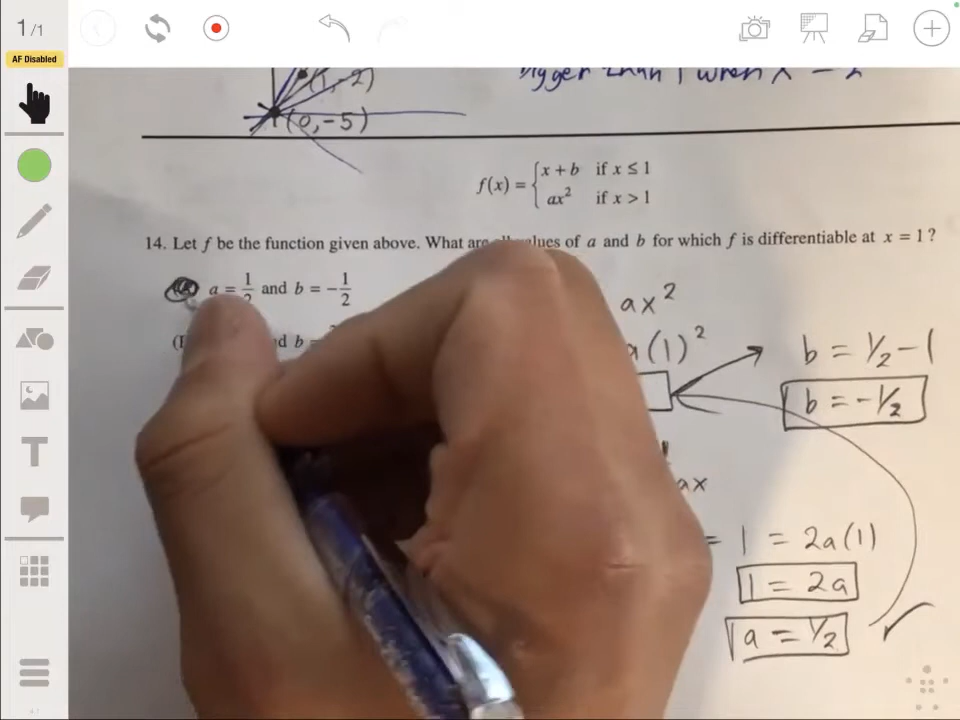 1/1
AF Disabled
T
bigger than 1 when x = 2
(1,-2)
(0,-5)
f(x) = { x + b if x ≤ 1
ax² if x > 1
14. Let f be the function given above. What are all values of a and b for which f is differentiable at x = 1?
(A) a = 1/2 and b = -1/2
ax²
a(1)²
b = 1/2 - 1
b = -1/2
ax
= 1 = 2a(1)
1 = 2a
a = 1/2